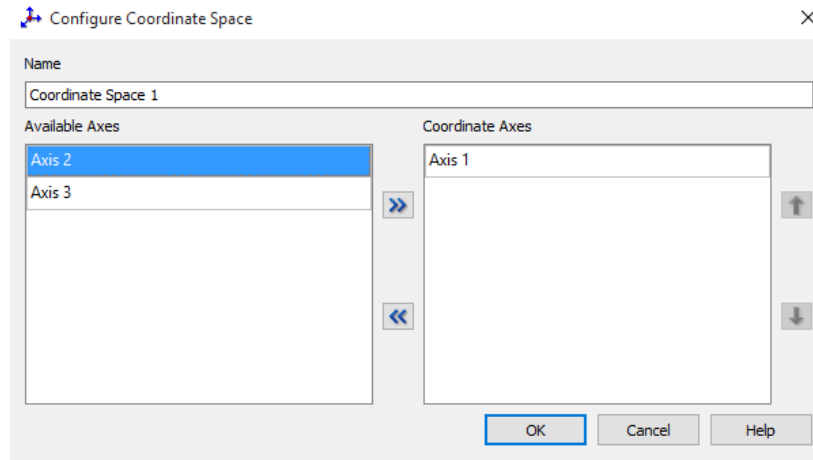 Configure Coordinate Space
Name
Coordinate Space 1
Available Axes
Coordinate Axes
Axis 2
Axis 3
Axis 1
OK
Cancel
Help